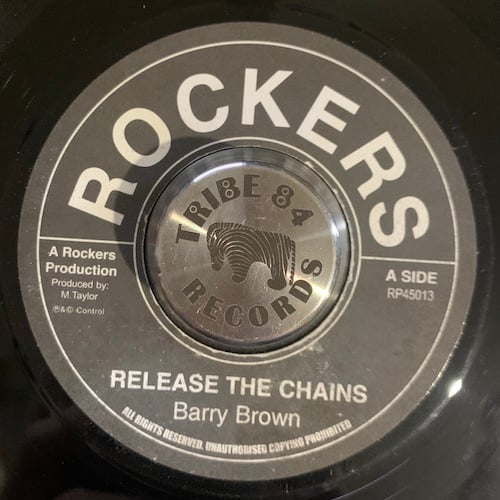 ROCKERS
TRIBE 84
RECORDS
A Rockers
Production
Produced by:
M.Taylor
℗&© Control
A SIDE
RP45013
RELEASE THE CHAINS
Barry Brown
ALL RIGHTS RESERVED. UNAUTHORISED COPYING PROHIBITED